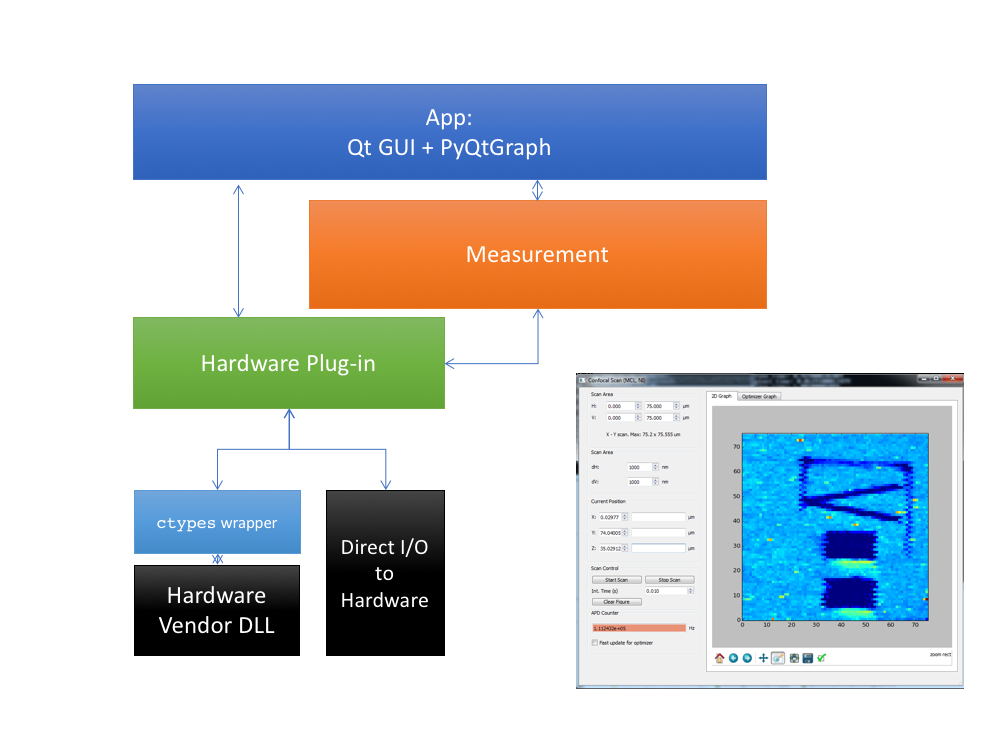 App:
Qt GUI + PyQtGraph
Measurement
Hardware Plug-in
ctypes wrapper
Hardware
Vendor DLL
Direct I/O
to
Hardware
Confocal Scan (MCL, NI)
Scan Area
H: 0.000 75.000 µm
V: 0.000 75.000 µm
X - Y scan. Max: 75.2 x 75.555 um
Scan Area
dH: 1000 nm
dV: 1000 nm
Current Position
X: 0.02977 µm
Y: 74.04003 µm
Z: 35.02912 µm
Scan Control
Start Scan Stop Scan
Int. Time (s) 0.010
Clear Figure
APD Counter
1.112402e+05 Hz
Fast update for optimizer
2D Graph Optimizer Graph
70
60
50
40
30
20
10
0
0 10 20 30 40 50 60 70
zoom rect